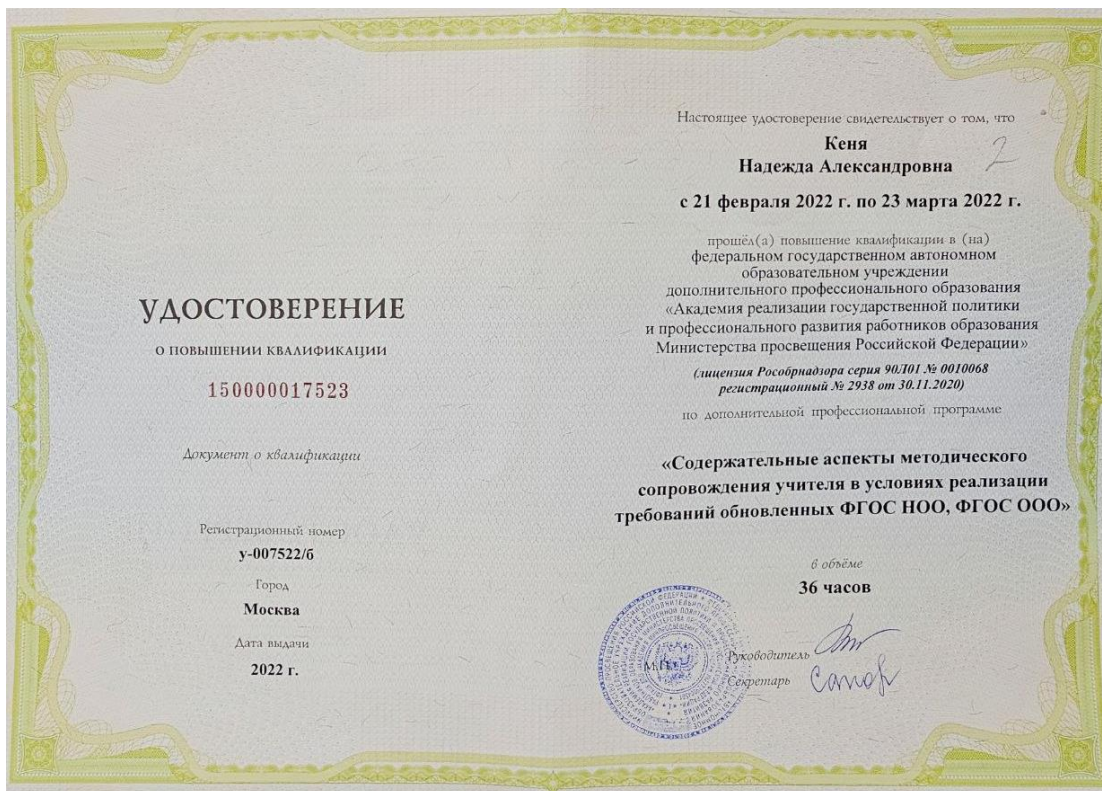 УДОСТОВЕРЕНИЕ
О ПОВЫШЕНИИ КВАЛИФИКАЦИИ
150000017523
Документ о квалификации
Регистрационный номер
у-007522/б
Город
Москва
Дата выдачи
2022 г.
Настоящее удостоверение свидетельствует о том, что
Кеня
2
Надежда Александровна
с 21 февраля 2022 г. по 23 марта 2022 г.
прошёл(а) повышение квалификации в (на)
федеральном государственном автономном
образовательном учреждении
дополнительного профессионального образования
«Академия реализации государственной политики
и профессионального развития работников образования
Министерства просвещения Российской Федерации»
(лицензия Рособрнадзора серия 90Л01 № 0010068
регистрационный № 2938 от 30.11.2020)
по дополнительной профессиональной программе
«Содержательные аспекты методического
сопровождения учителя в условиях реализации
требований обновленных ФГОС НОО, ФГОС ООО»
в объёме
36 часов
Руководитель
М.П.
Секретарь